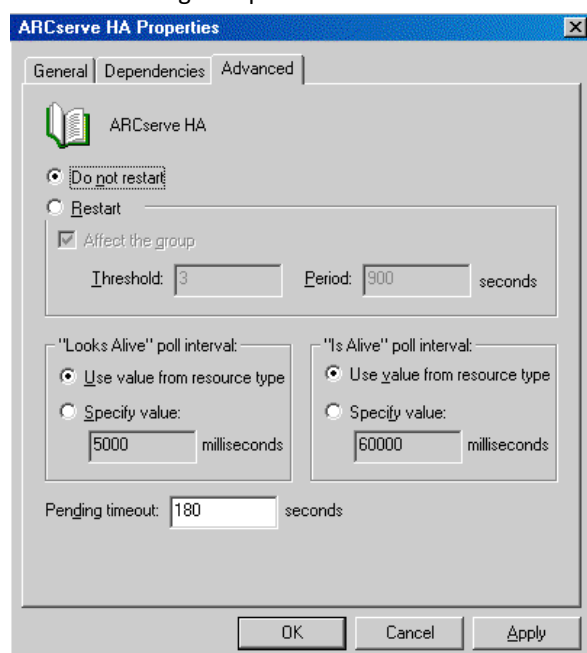 ARCserve HA Properties
General Dependencies Advanced
ARCserve HA
Do not restart
Restart
Affect the group
Threshold: 3 Period: 900 seconds
"Looks Alive" poll interval: "Is Alive" poll interval:
Use value from resource type Use value from resource type
Specify value: Specify value:
5000 milliseconds 60000 milliseconds
Pending timeout: 180 seconds
OK Cancel Apply